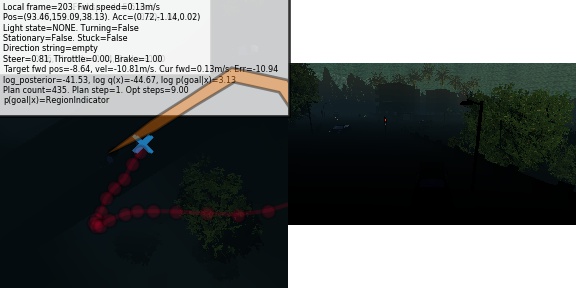 Local frame=203. Fwd speed=0.13m/s
Pos=(93.46,159.09,38.13). Acc=(0.72,-1.14,0.02)
Light state=NONE. Turning=False
Stationary=False. Stuck=False
Direction string=empty
Steer=0.81, Throttle=0.00, Brake=1.00
Target fwd pos=-8.64, vel=-10.81m/s. Cur fwd=0.13m/s. Err=-10.94
log_posterior=-41.53, log q(x)=-44.67, log p(goal|x)=3.13
Plan count=435. Plan step=1. Opt steps=9.00
p(goal|x)=RegionIndicator